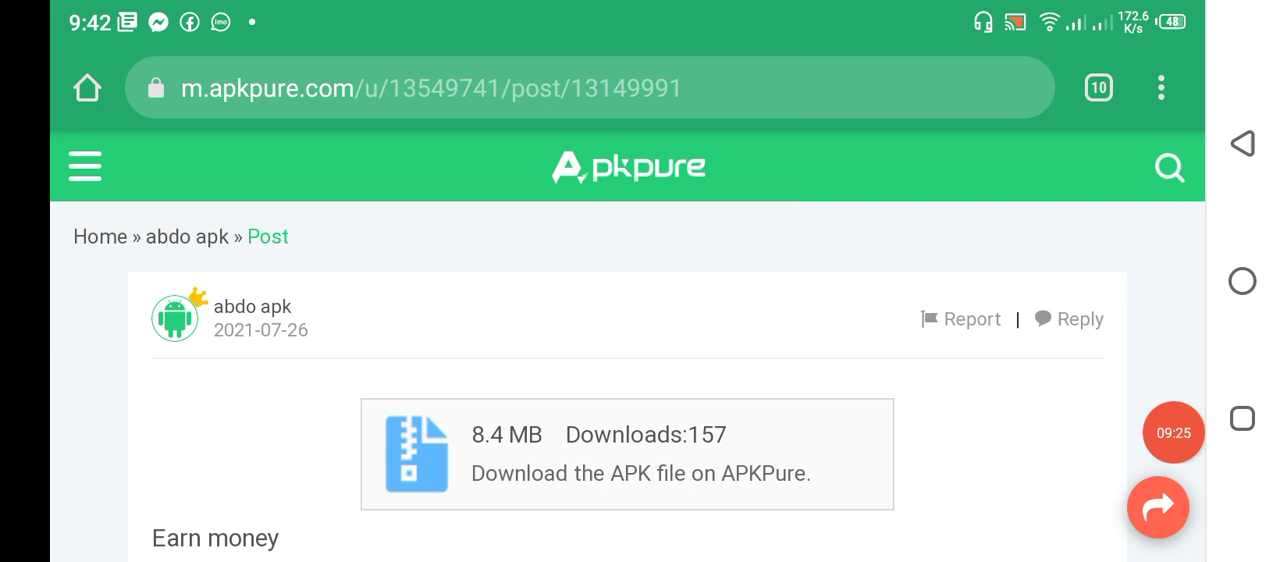 9:42
imo
172.6
K/s
48
m.apkpure.com/u/13549741/post/13149991
10
Apkpure
Home » abdo apk » Post
abdo apk
2021-07-26
Report | Reply
8.4 MB Downloads:157
Download the APK file on APKPure.
09:25
Earn money